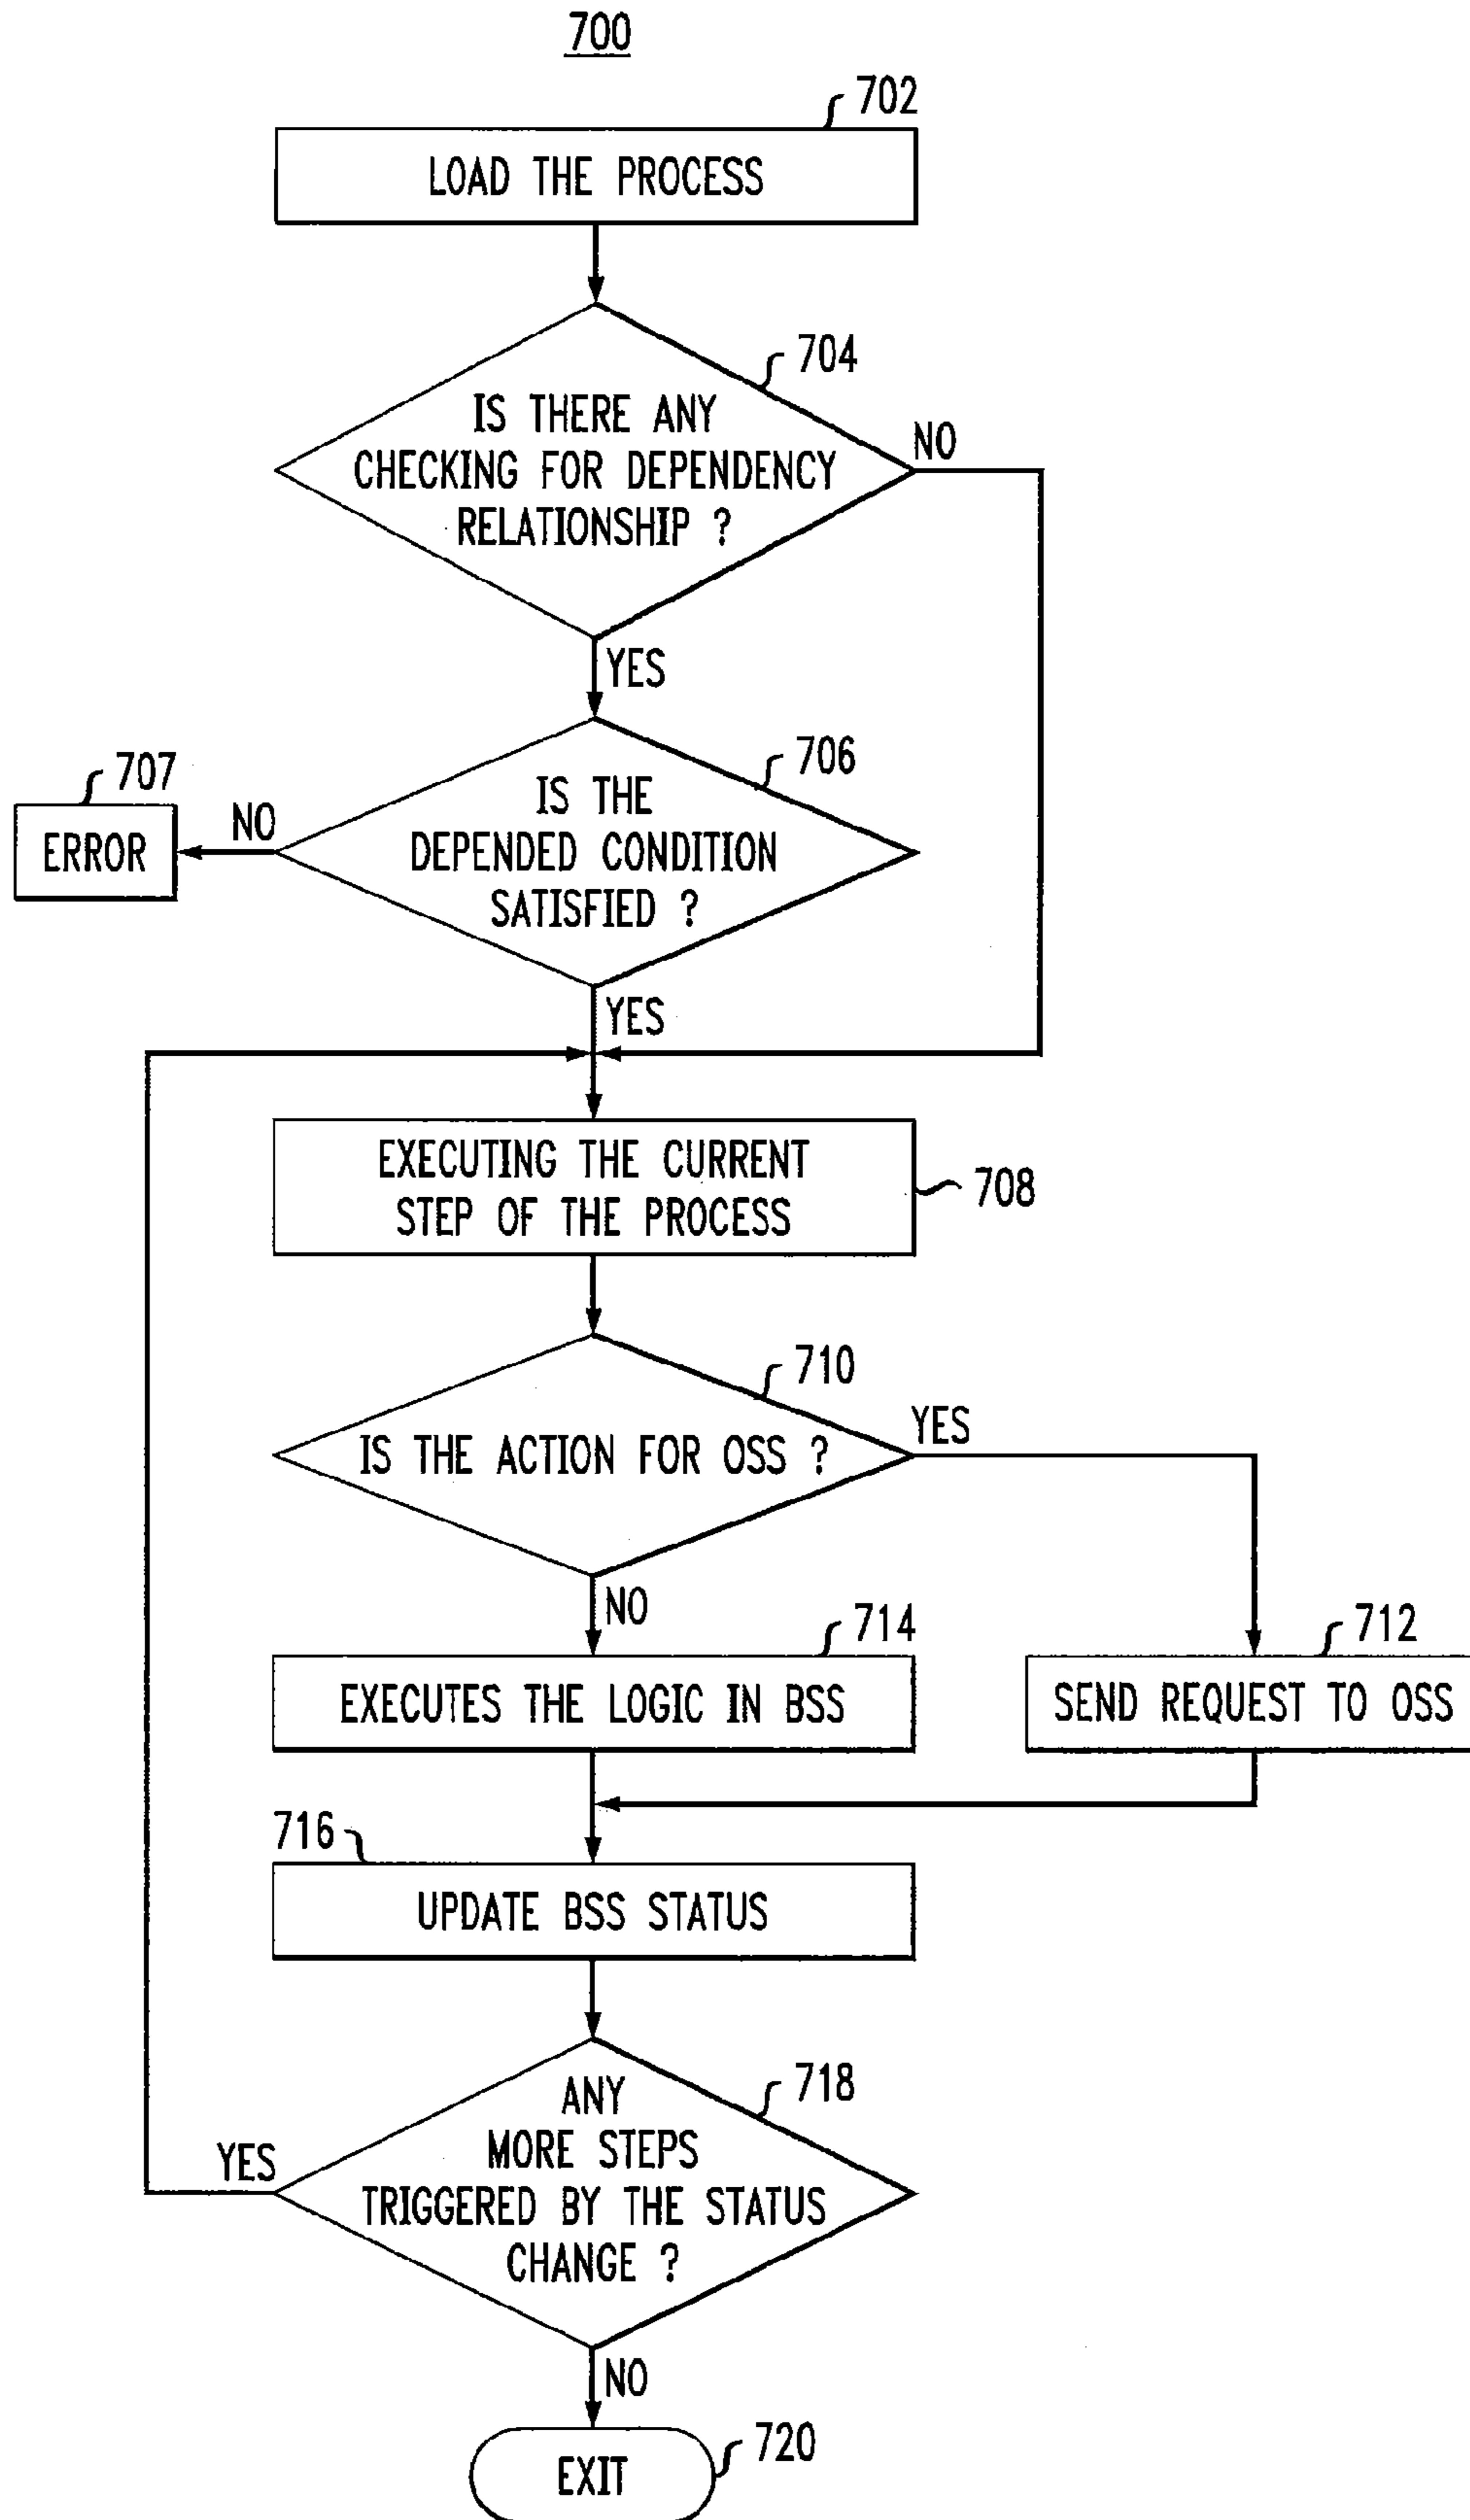 700
702
LOAD THE PROCESS
704
IS THERE ANY
CHECKING FOR DEPENDENCY
RELATIONSHIP ?
NO
YES
706
IS THE
DEPENDED CONDITION
SATISFIED ?
707
NO
ERROR
YES
EXECUTING THE CURRENT
STEP OF THE PROCESS
708
710
IS THE ACTION FOR OSS ?
YES
NO
714
EXECUTES THE LOGIC IN BSS
712
SEND REQUEST TO OSS
716
UPDATE BSS STATUS
718
ANY
MORE STEPS
TRIGGERED BY THE STATUS
CHANGE ?
YES
NO
EXIT
720